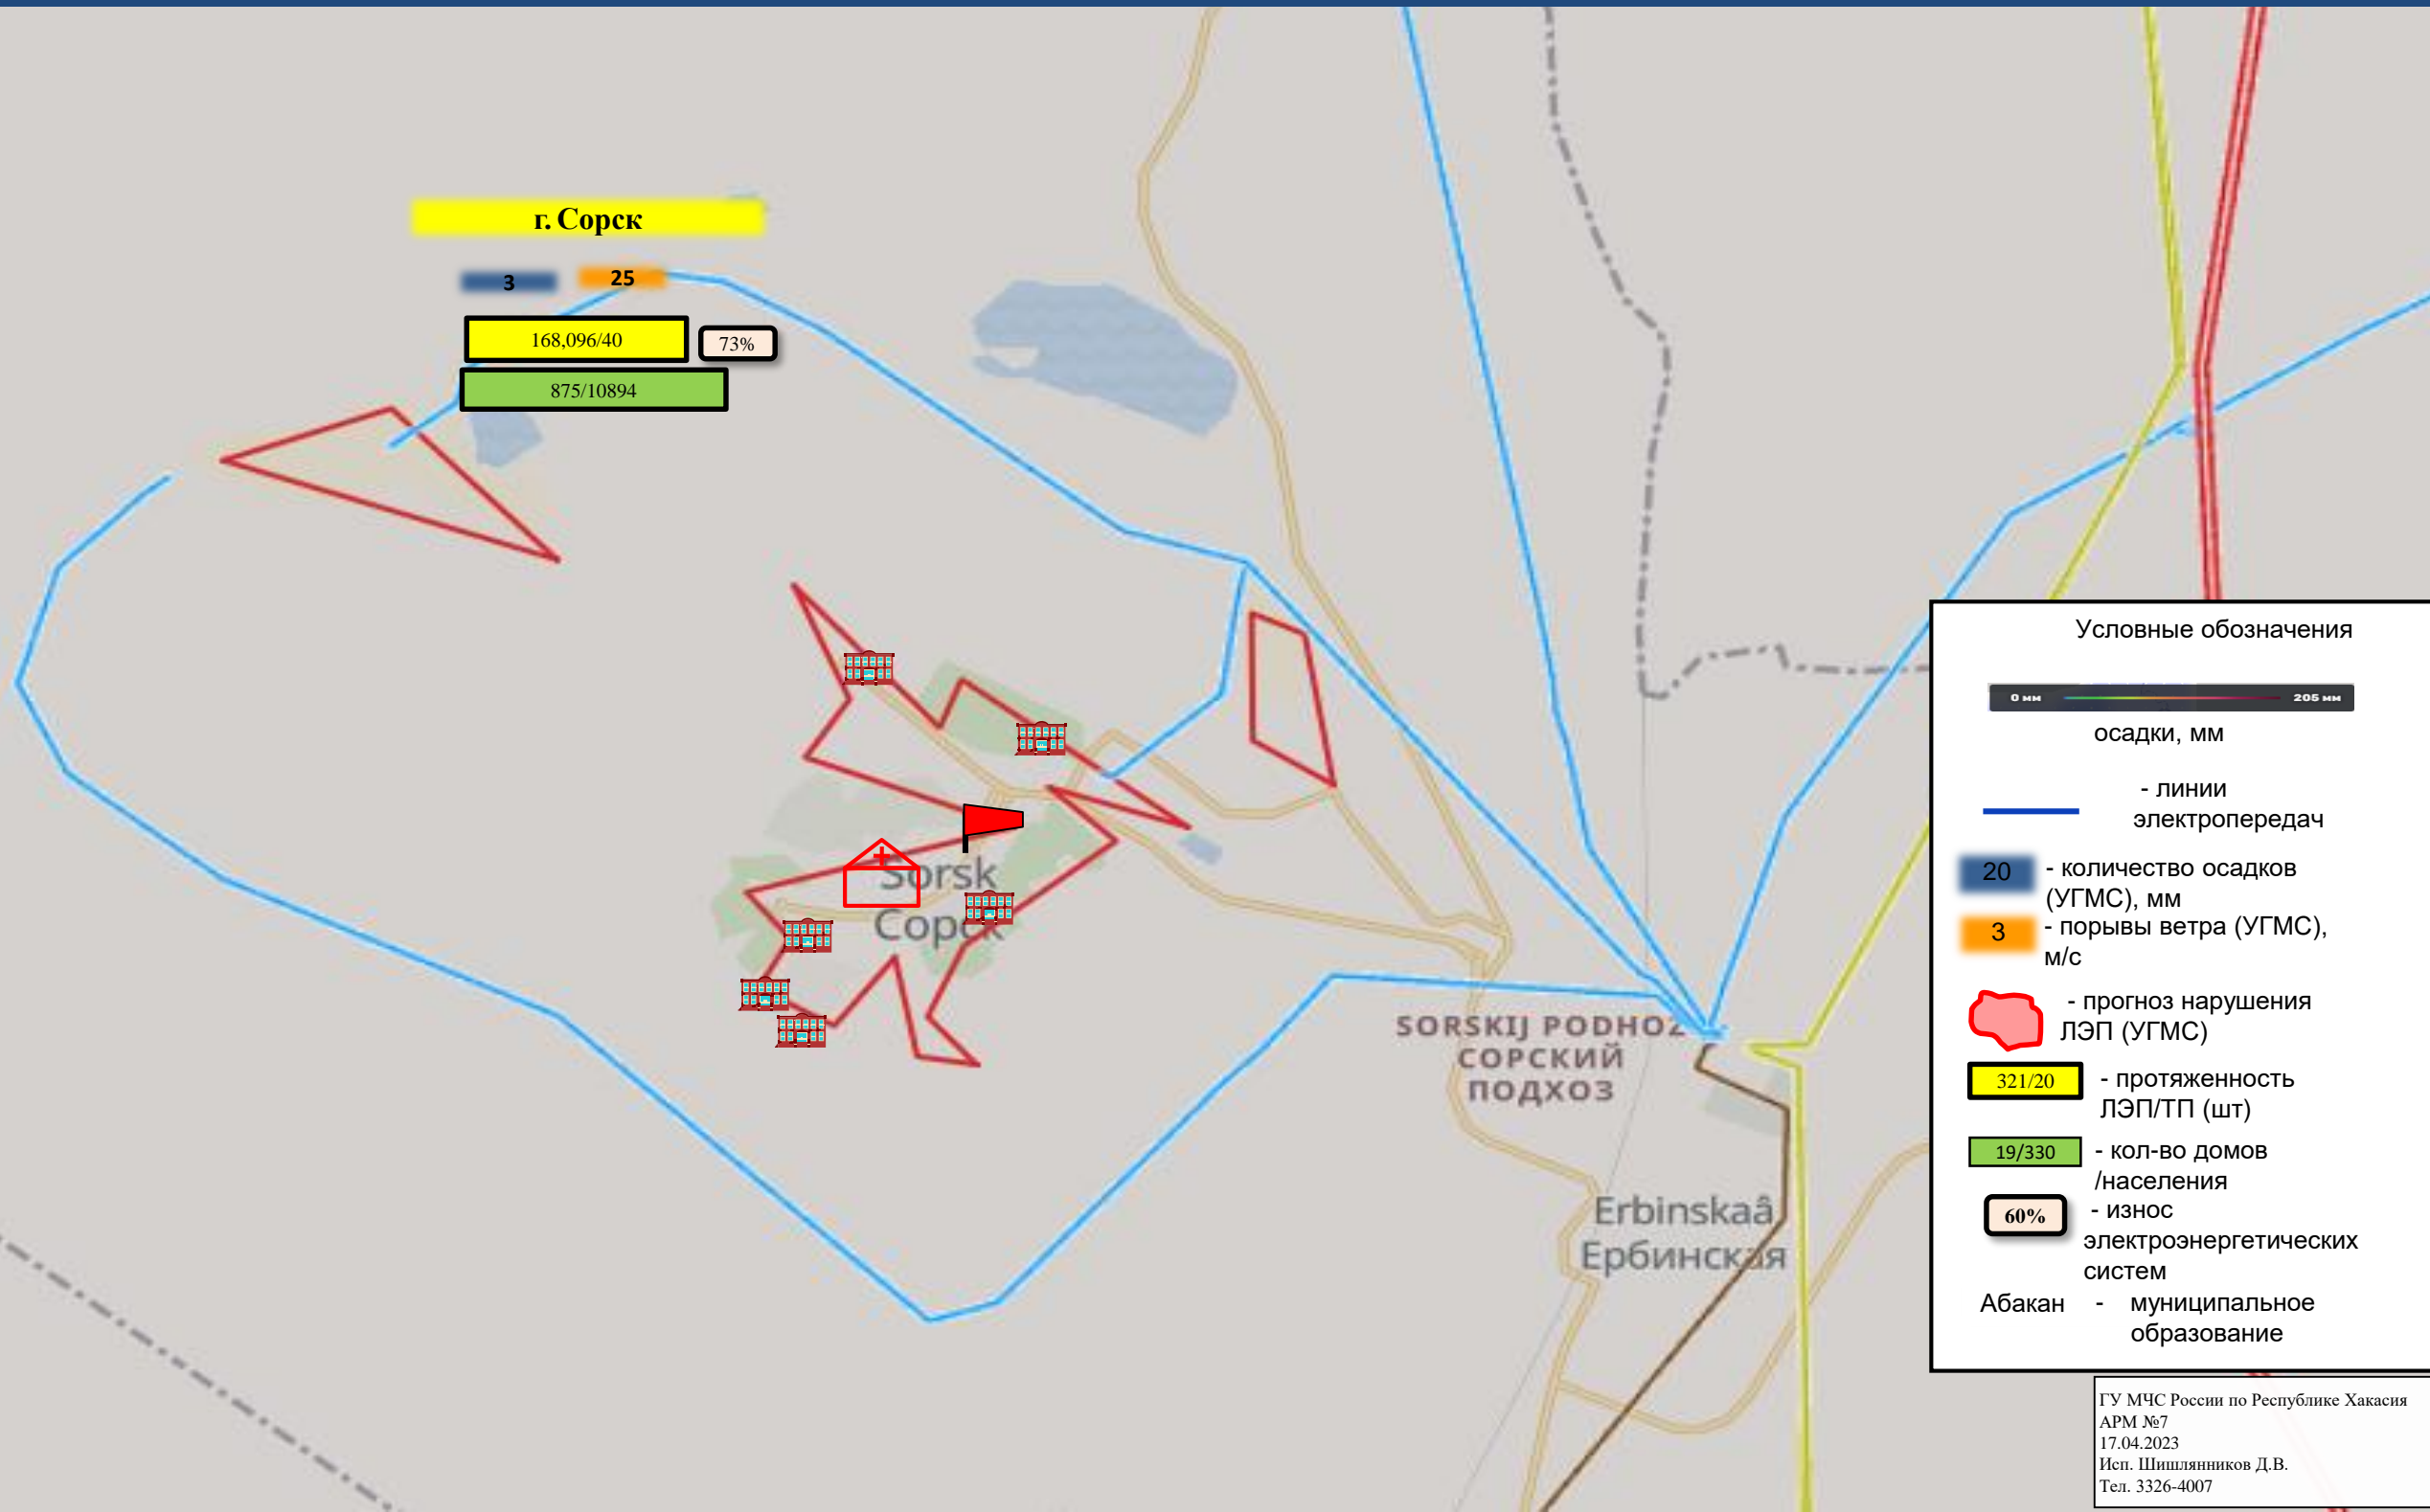 г. Сорск
3
25
168,096/40
73%
875/10894
Sorsk
Сорск
SORSKIJ PODHOZ
СОРСКИЙ
ПОДХОЗ
Erbinskaâ
Ербинская
Условные обозначения
0 мм
205 мм
осадки, мм
- линии
электропередач
20
- количество осадков
(УГМС), мм
3
- порывы ветра (УГМС),
м/с
- прогноз нарушения
ЛЭП (УГМС)
321/20
- протяженность
ЛЭП/ТП (шт)
19/330
- кол-во домов
/населения
60%
- износ
электроэнергетических
систем
Абакан - муниципальное
образование
ГУ МЧС России по Республике Хакасия
АРМ №7
17.04.2023
Исп. Шишлянников Д.В.
Тел. 3326-4007